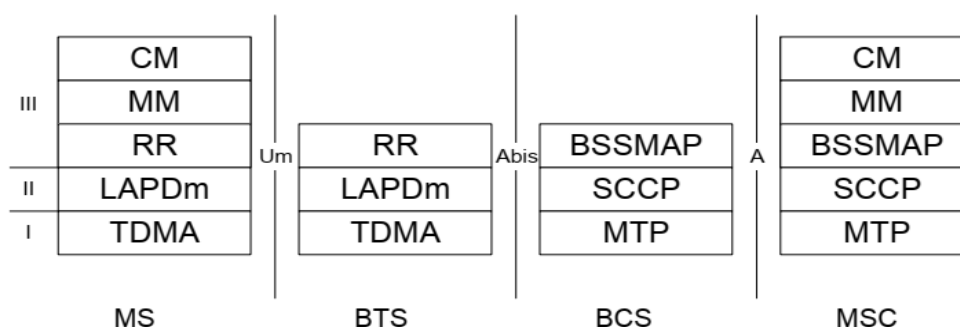 CM CM
III MM MM
Um RR Abis RR BSSMAP A BSSMAP
II LAPDm LAPDm SCCP SCCP
I TDMA TDMA MTP MTP
MS BTS BCS MSC